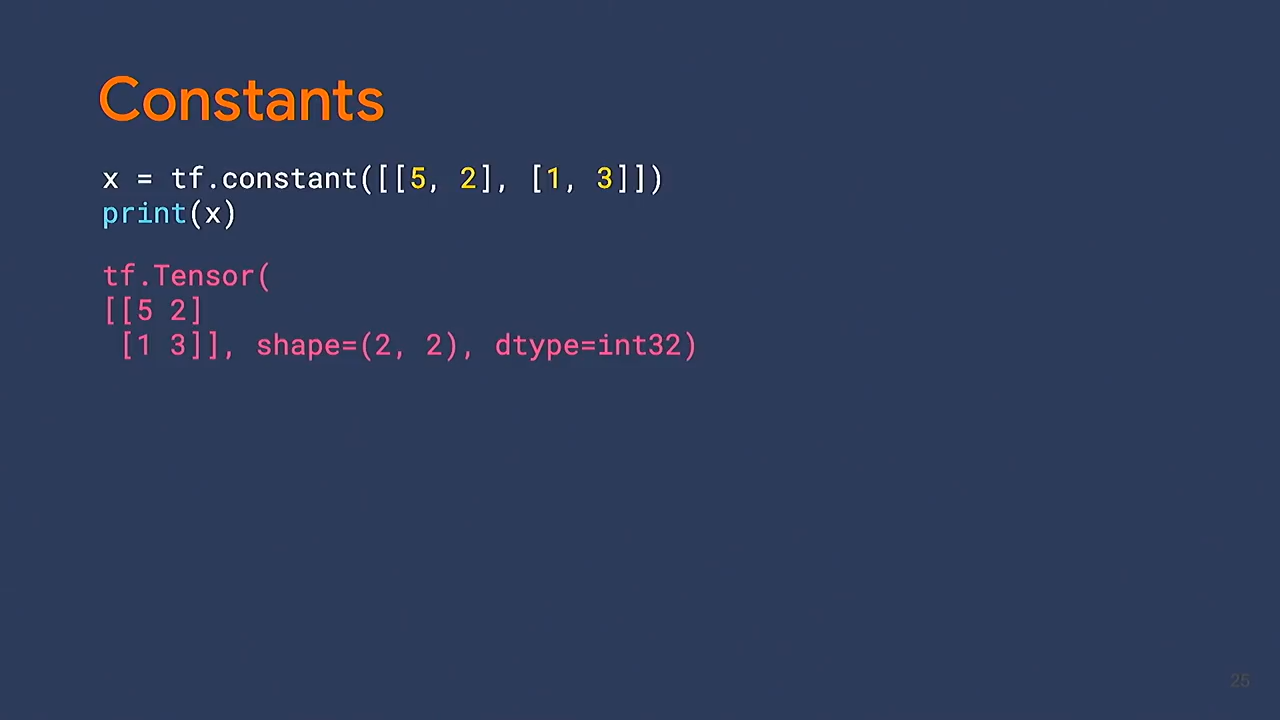 Constants
x = tf.constant([[5, 2], [1, 3]])
print(x)
tf.Tensor(
[[5 2]
 [1 3]], shape=(2, 2), dtype=int32)
25